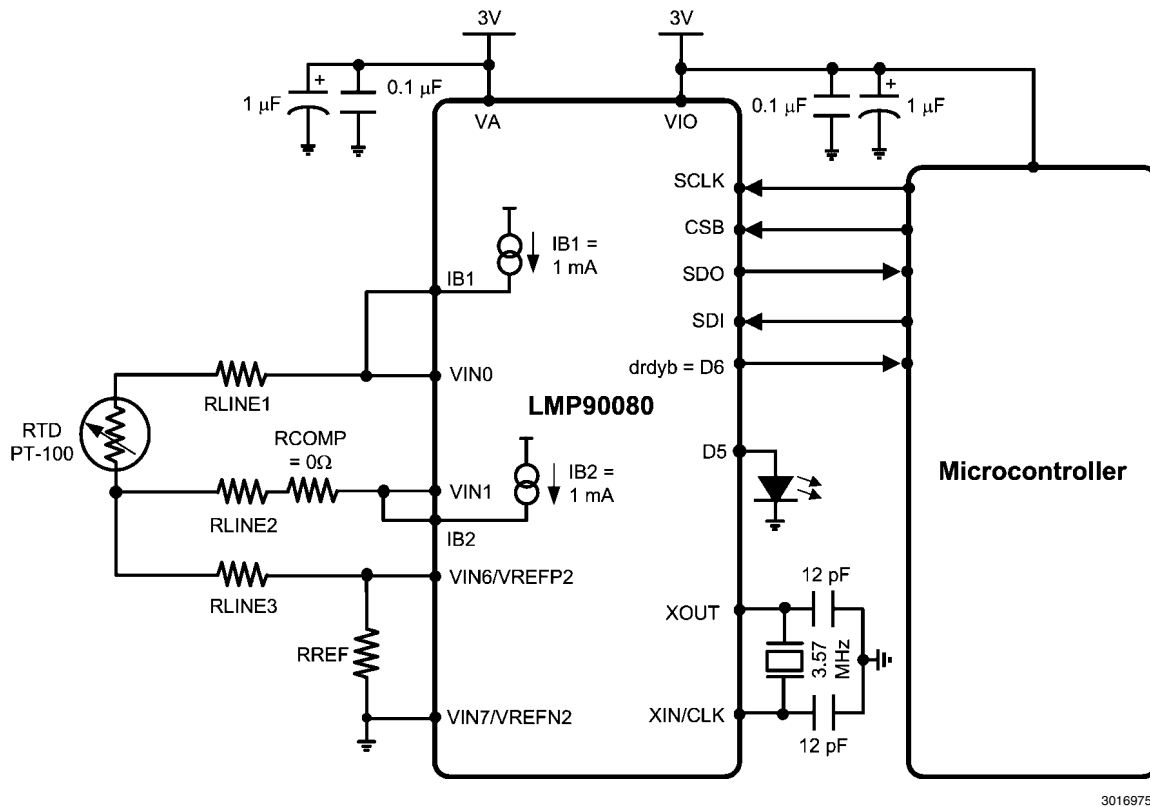 3V
3V
1 µF
+
0.1 µF
VA
VIO
0.1 µF
+
1 µF
SCLK
CSB
SDO
SDI
drdyb = D6
IB1 =
1 mA
IB1
VIN0
RLINE1
LMP90080
RTD
PT-100
RCOMP
= 0Ω
RLINE2
VIN1
IB2
IB2 =
1 mA
D5
Microcontroller
RLINE3
VIN6/VREFP2
RREF
VIN7/VREFN2
XOUT
12 pF
3.57
MHz
XIN/CLK
12 pF
3016975